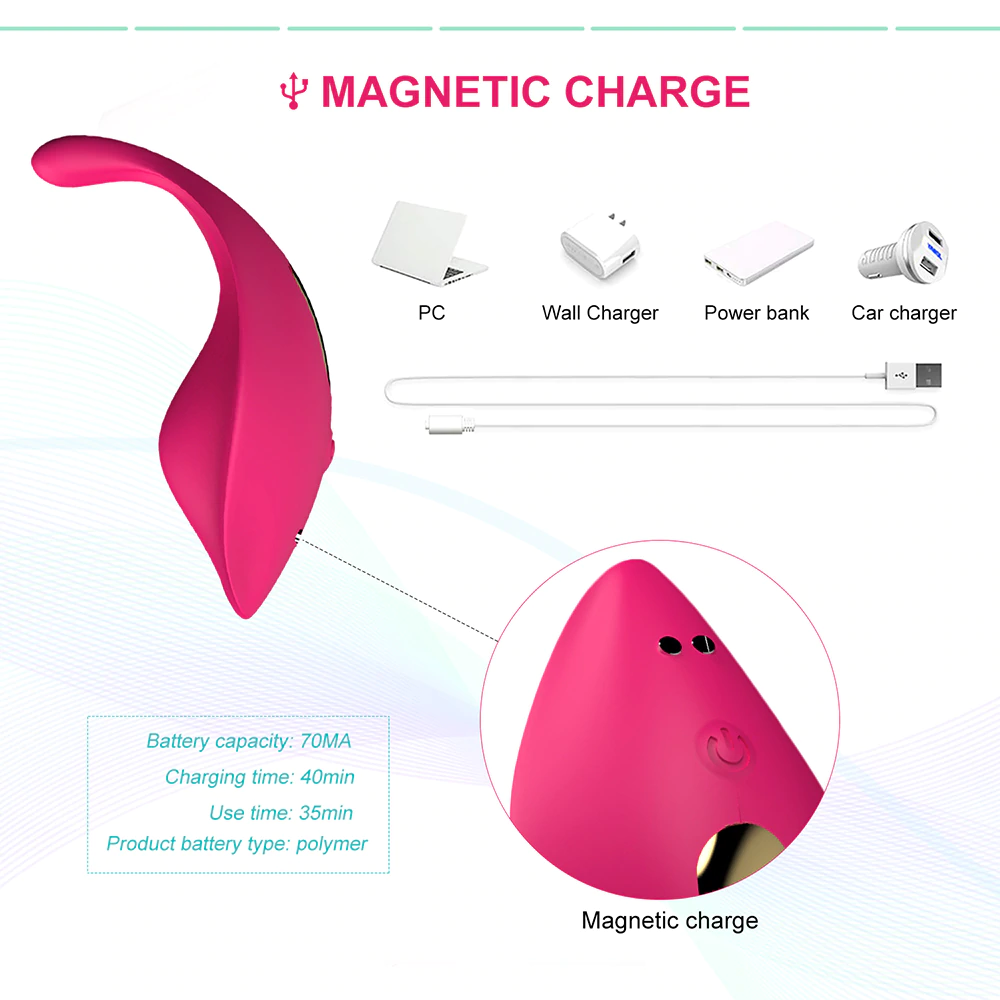 MAGNETIC CHARGE
PC
Wall Charger
Power bank
Car charger
Battery capacity: 70MA
Charging time: 40min
Use time: 35min
Product battery type: polymer
Magnetic charge